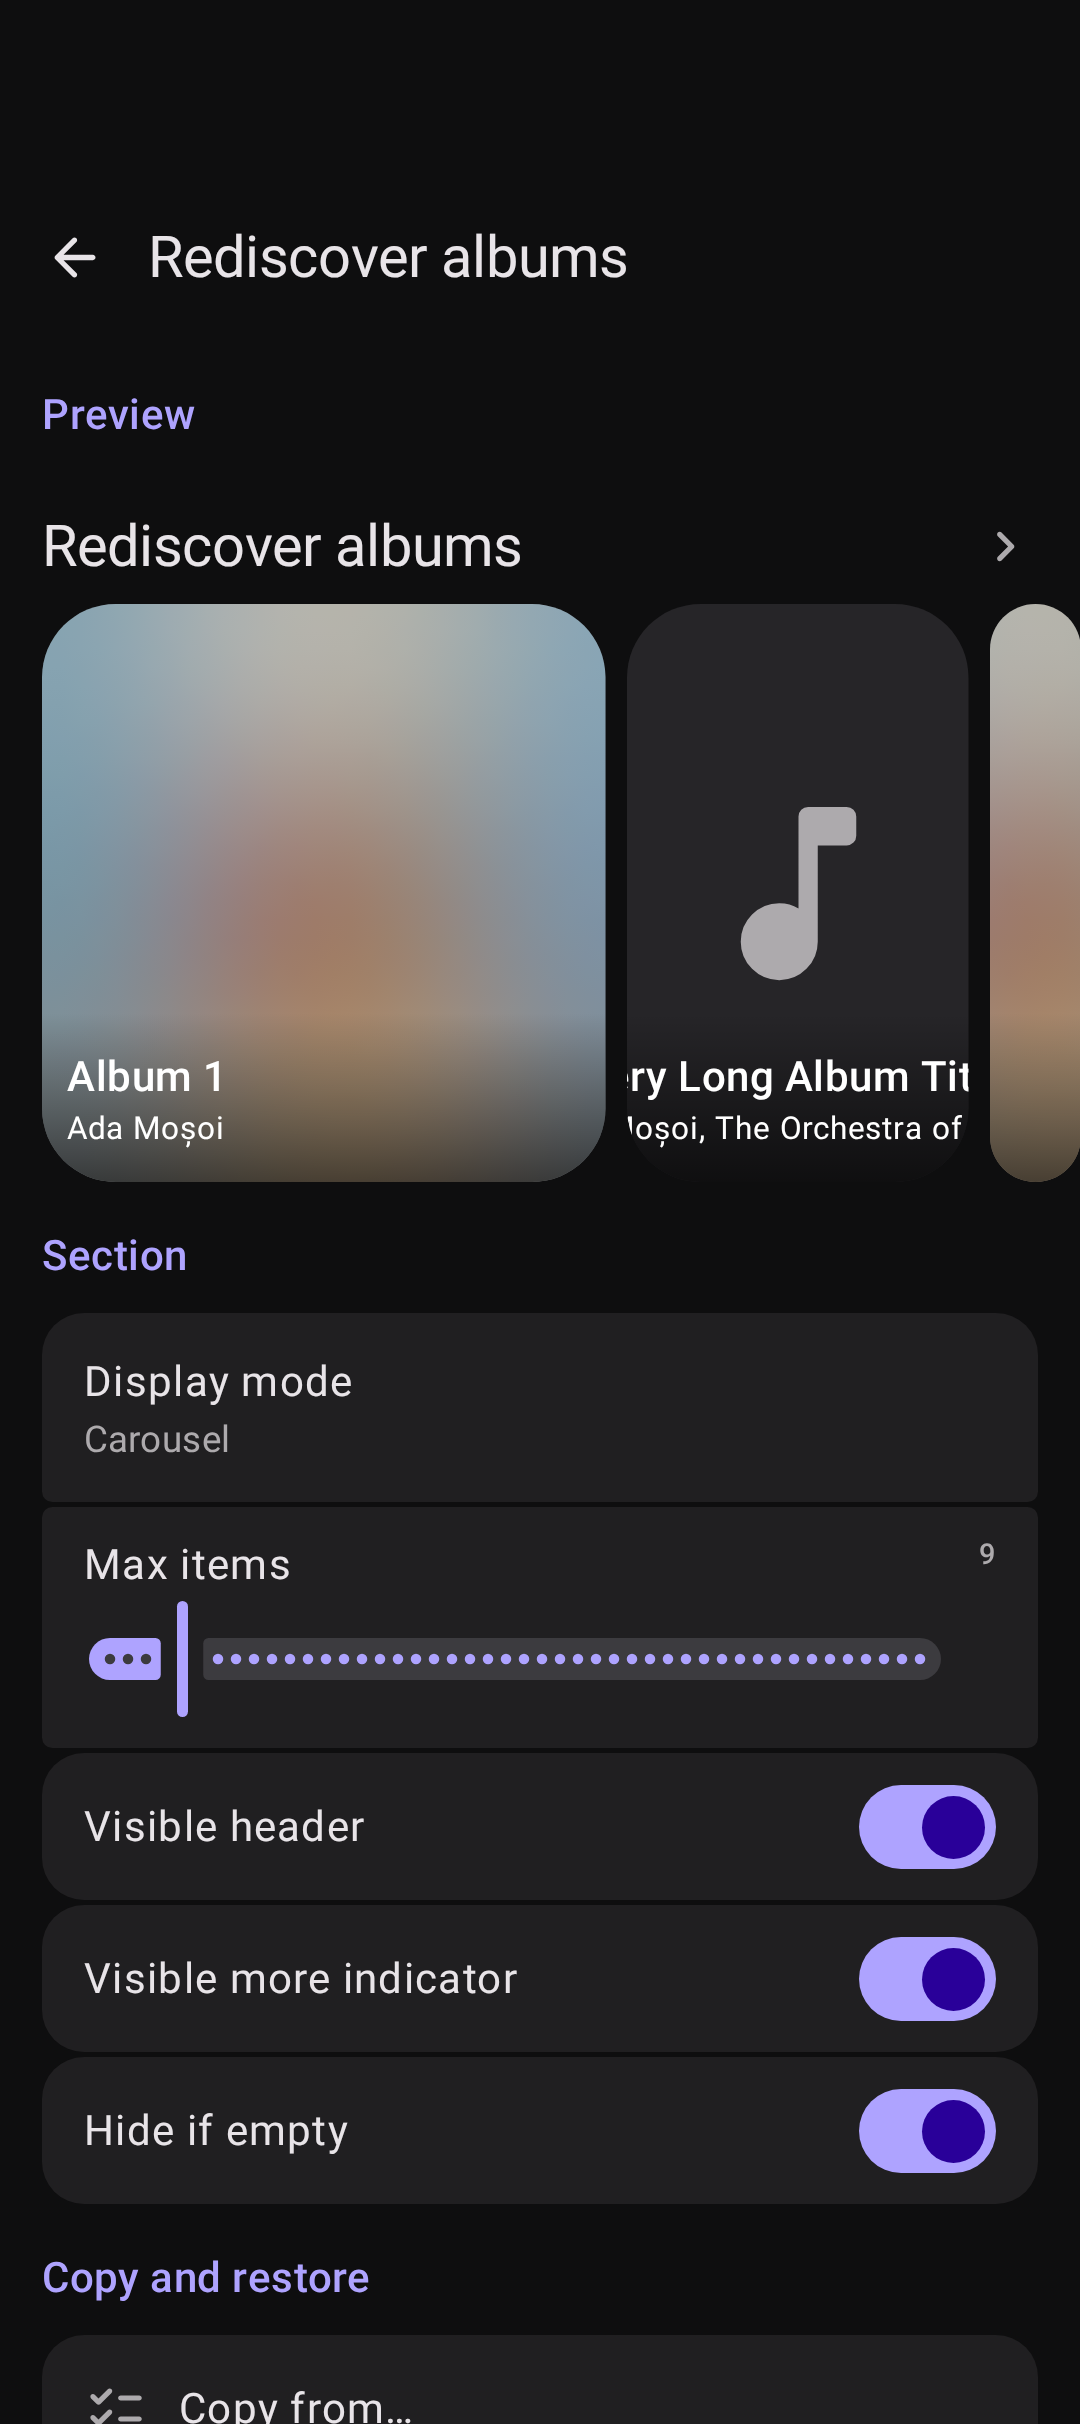 Rediscover albums
Preview
Rediscover albums
Album 1
Ada Moșoi
ery Long Album Tit
oșoi, The Orchestra of
Section
Display mode
Carousel
Max items
9
Visible header
Visible more indicator
Hide if empty
Copy and restore
Copy from...